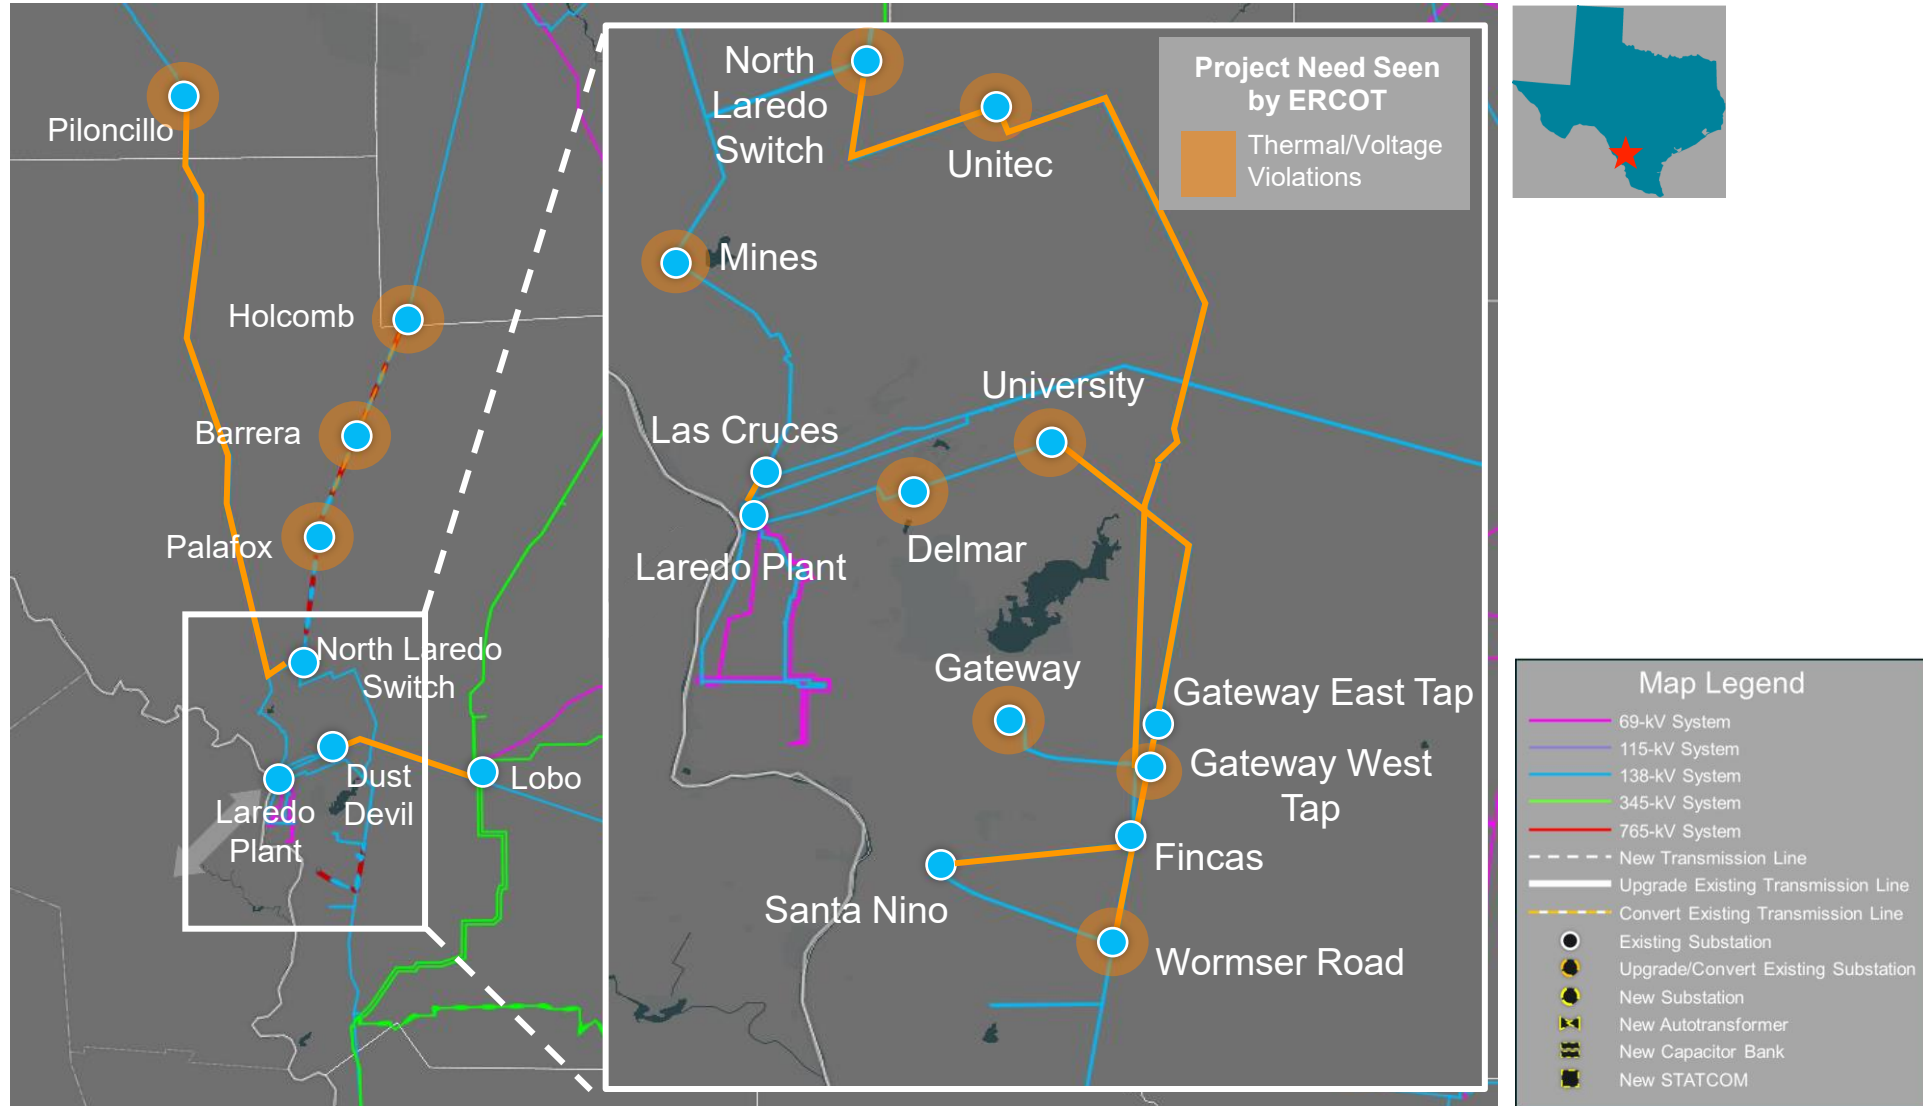 Piloncillo
Holcomb
Barrera
Palafox
North Laredo
Switch
Dust
Devil
Lobo
Laredo
Plant
North
Laredo
Switch
Unitec
Project Need Seen
by ERCOT
Thermal/Voltage
Violations
Mines
University
Las Cruces
Delmar
Laredo Plant
Gateway
Gateway East Tap
Gateway West
Tap
Fincas
Santa Nino
Wormser Road
Map Legend
69-kV System
115-kV System
138-kV System
345-kV System
765-kV System
New Transmission Line
Upgrade Existing Transmission Line
Convert Existing Transmission Line
Existing Substation
Upgrade/Convert Existing Substation
New Substation
New Autotransformer
New Capacitor Bank
New STATCOM